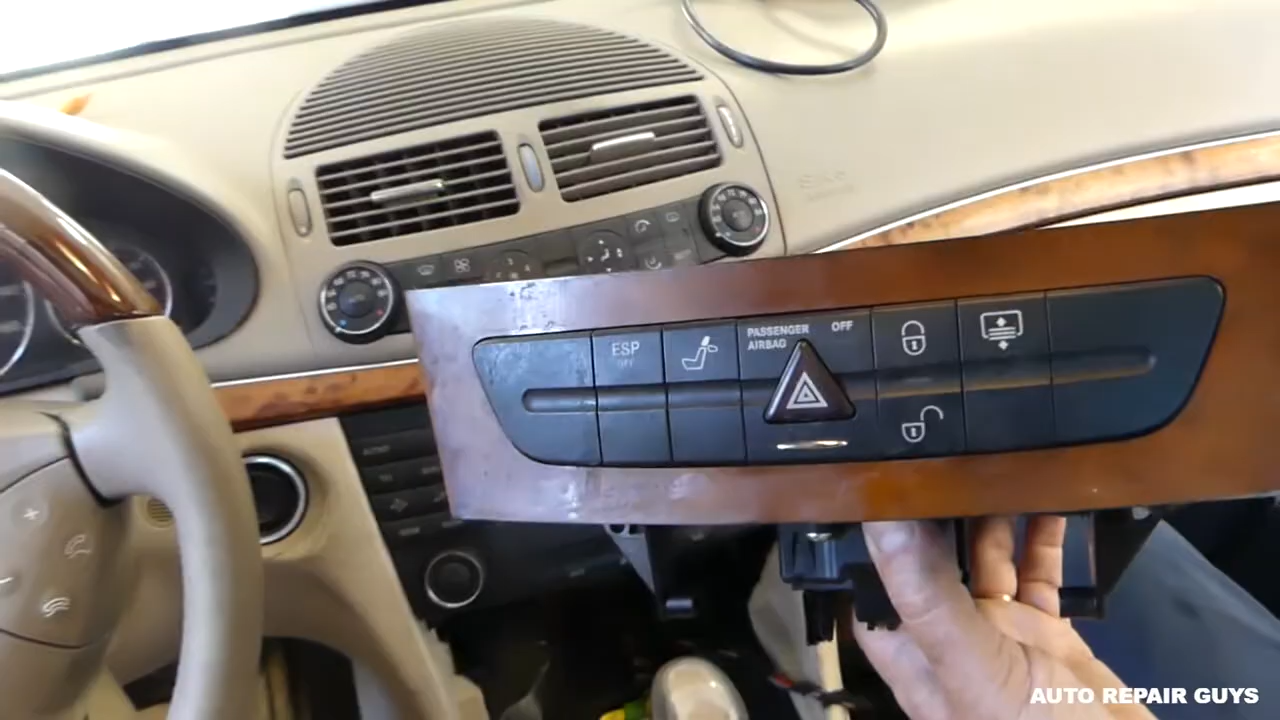 ESP
OFF
PASSENGER
AIRBAG
OFF
AUTO REPAIR GUYS